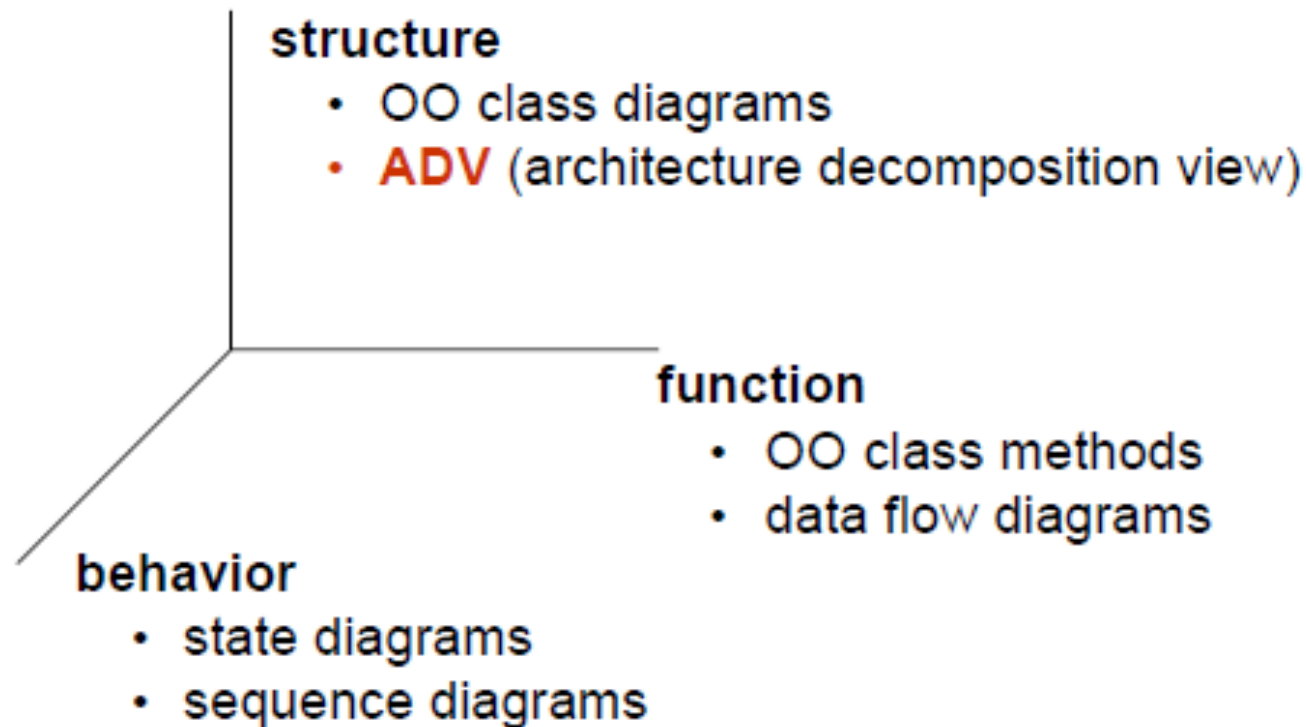 structure
• OO class diagrams
• ADV (architecture decomposition view)
function
• OO class methods
• data flow diagrams
behavior
• state diagrams
• sequence diagrams